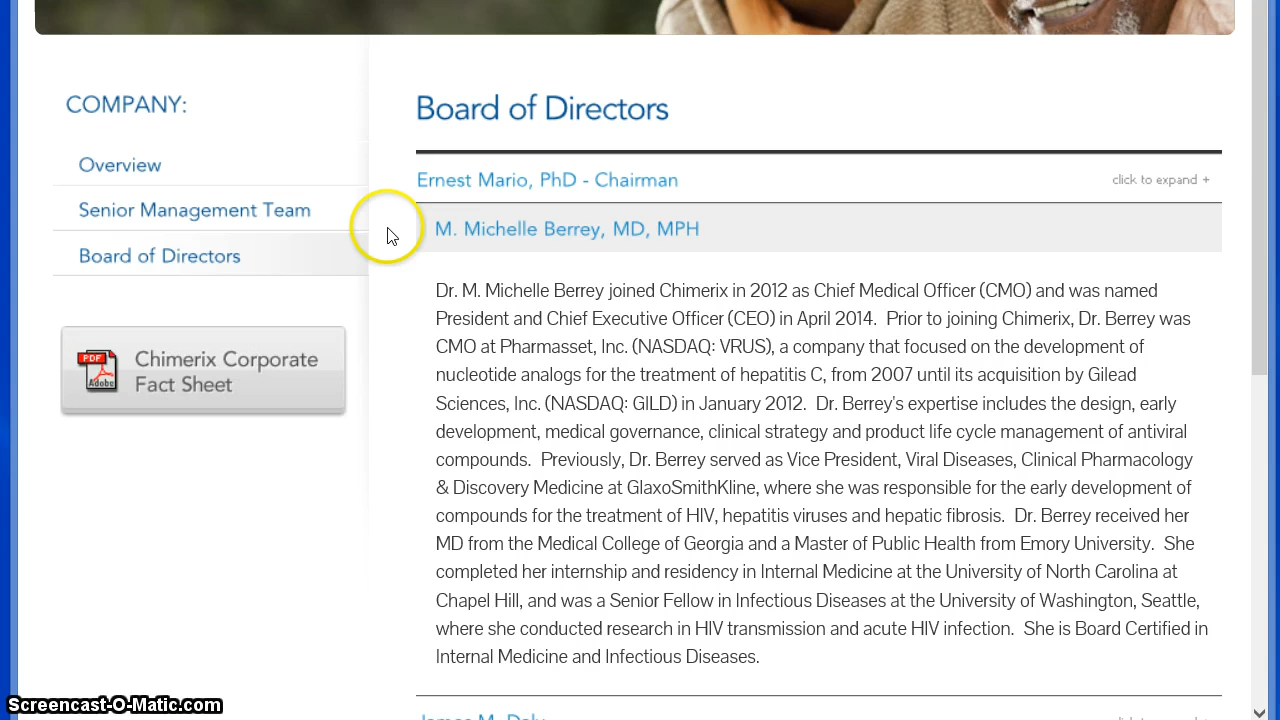 COMPANY:
Overview
Senior Management Team
Board of Directors
PDF
Adobe
Chimerix Corporate
Fact Sheet
Board of Directors
Ernest Mario, PhD - Chairman
click to expand +
M. Michelle Berrey, MD, MPH
Dr. M. Michelle Berrey joined Chimerix in 2012 as Chief Medical Officer (CMO) and was named
President and Chief Executive Officer (CEO) in April 2014.  Prior to joining Chimerix, Dr. Berrey was
CMO at Pharmasset, Inc. (NASDAQ: VRUS), a company that focused on the development of
nucleotide analogs for the treatment of hepatitis C, from 2007 until its acquisition by Gilead
Sciences, Inc. (NASDAQ: GILD) in January 2012.  Dr. Berrey's expertise includes the design, early
development, medical governance, clinical strategy and product life cycle management of antiviral
compounds.  Previously, Dr. Berrey served as Vice President, Viral Diseases, Clinical Pharmacology
& Discovery Medicine at GlaxoSmithKline, where she was responsible for the early development of
compounds for the treatment of HIV, hepatitis viruses and hepatic fibrosis.  Dr. Berrey received her
MD from the Medical College of Georgia and a Master of Public Health from Emory University.  She
completed her internship and residency in Internal Medicine at the University of North Carolina at
Chapel Hill, and was a Senior Fellow in Infectious Diseases at the University of Washington, Seattle,
where she conducted research in HIV transmission and acute HIV infection.  She is Board Certified in
Internal Medicine and Infectious Diseases.
James M. Daly
Screencast-O-Matic.com